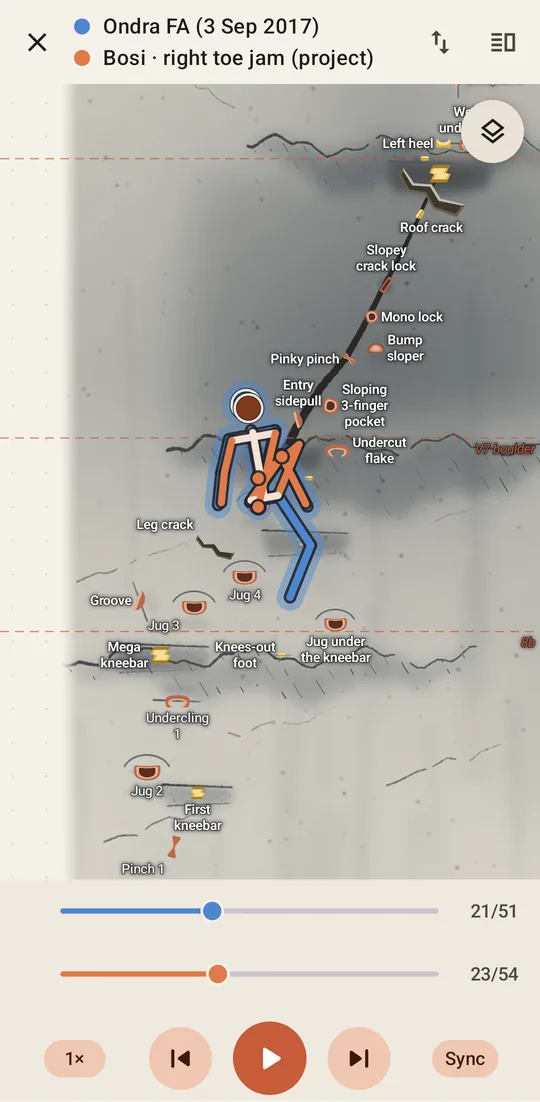 Ondra FA (3 Sep 2017)
Bosi · right toe jam (project)
Left heel
Roof crack
Slopey
crack lock
Mono lock
Bump
sloper
Pinky pinch
Entry
sidepull
Sloping
3-finger
pocket
Undercut
flake
V7 boulder
Leg crack
Jug 4
Groove
Jug 3
8b
Mega
kneebar
Knees-out
foot
Jug under
the kneebar
Undercling
1
Jug 2
First
kneebar
Pinch 1
21/51
23/54
1×
Sync